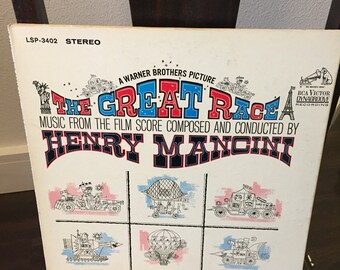 LSP-3402 STEREO
A WARNER BROTHERS PICTURE
THE GREAT RACE
RCA VICTOR
DYNAGROOVE
RECORDING
MUSIC FROM THE FILM SCORE COMPOSED AND CONDUCTED BY
HENRY MANCINI